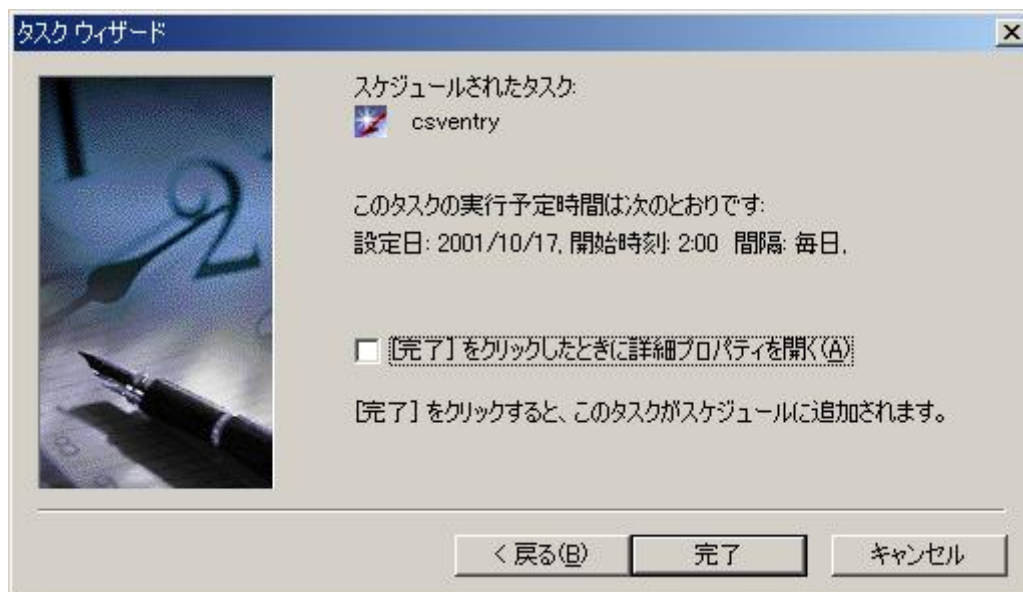 タスク ウィザード
スケジュールされたタスク:
csventry
このタスクの実行予定時間は次のとおりです:
設定日: 2001/10/17, 開始時刻: 2:00 間隔: 毎日,
[完了] をクリックしたときに詳細プロパティを開く(A)
[完了] をクリックすると、このタスクがスケジュールに追加されます。
< 戻る(B)
完了
キャンセル